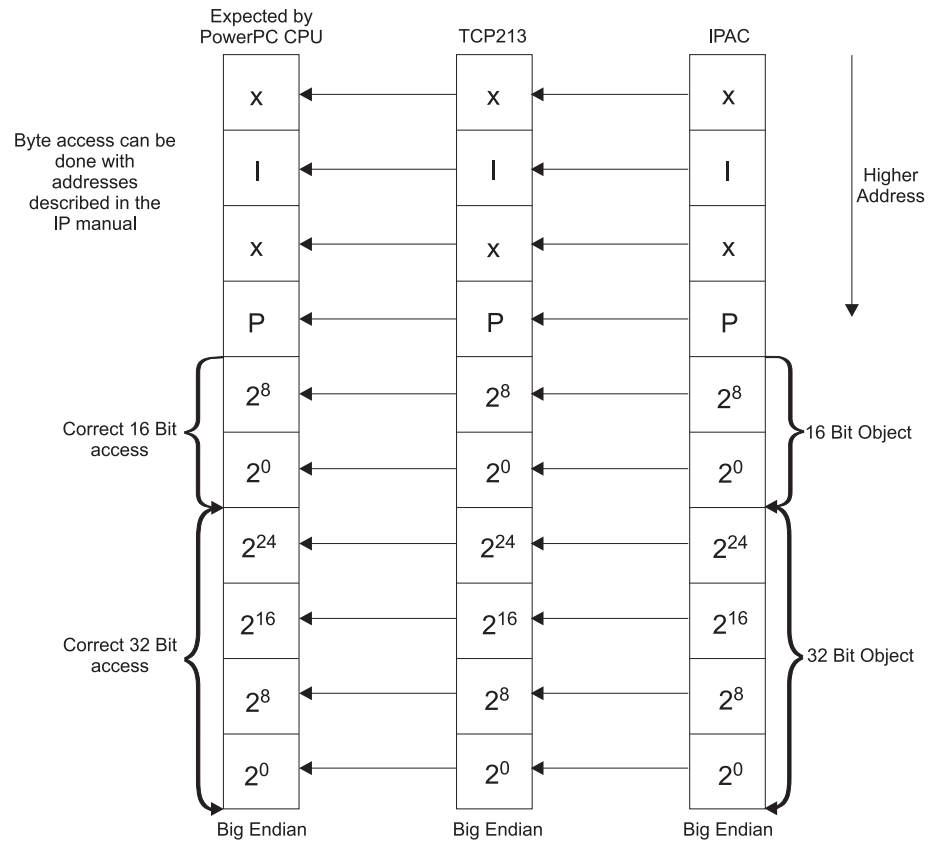 Expected by
PowerPC CPU
TCP213
IPAC
x
x
x
Byte access can be
done with
addresses
described in the
IP manual
I
I
I
Higher
Address
x
x
x
P
P
P
Correct 16 Bit
access
2⁸
2⁸
2⁸
16 Bit Object
2⁰
2⁰
2⁰
2²⁴
2²⁴
2²⁴
Correct 32 Bit
access
2¹⁶
2¹⁶
2¹⁶
32 Bit Object
2⁸
2⁸
2⁸
2⁰
2⁰
2⁰
Big Endian
Big Endian
Big Endian